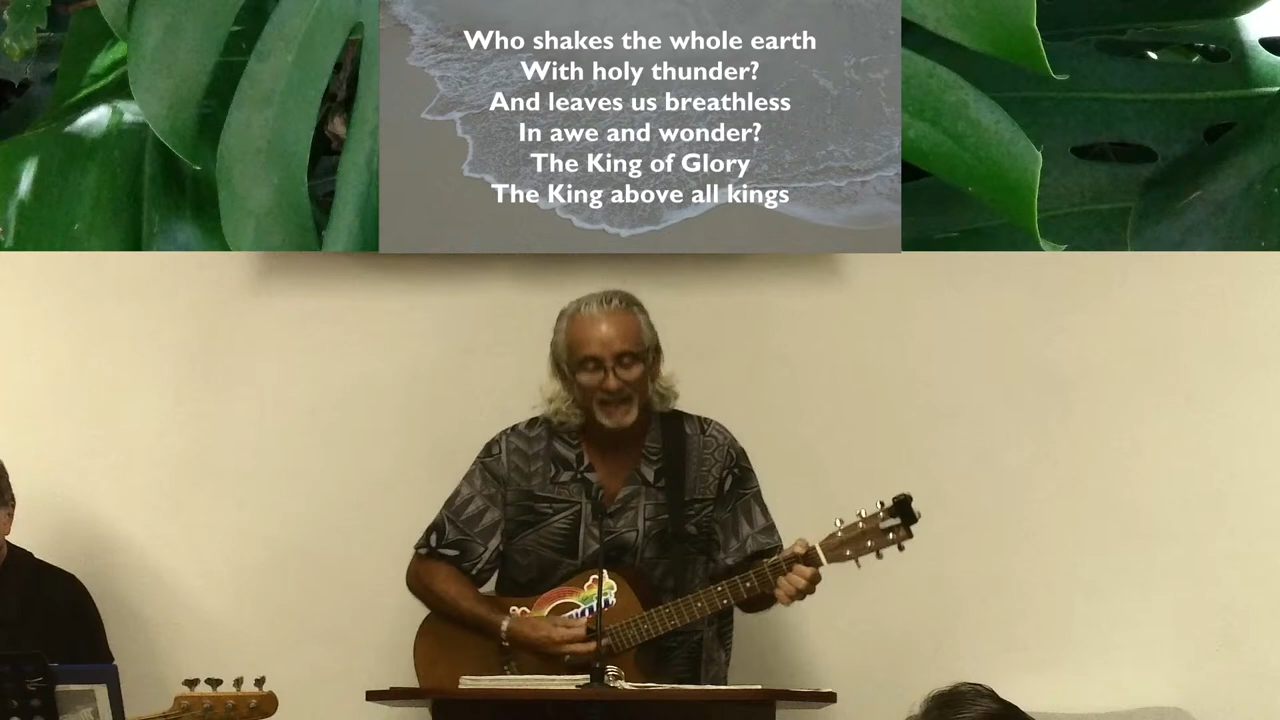 Who shakes the whole earth
With holy thunder?
And leaves us breathless
In awe and wonder?
The King of Glory
The King above all kings